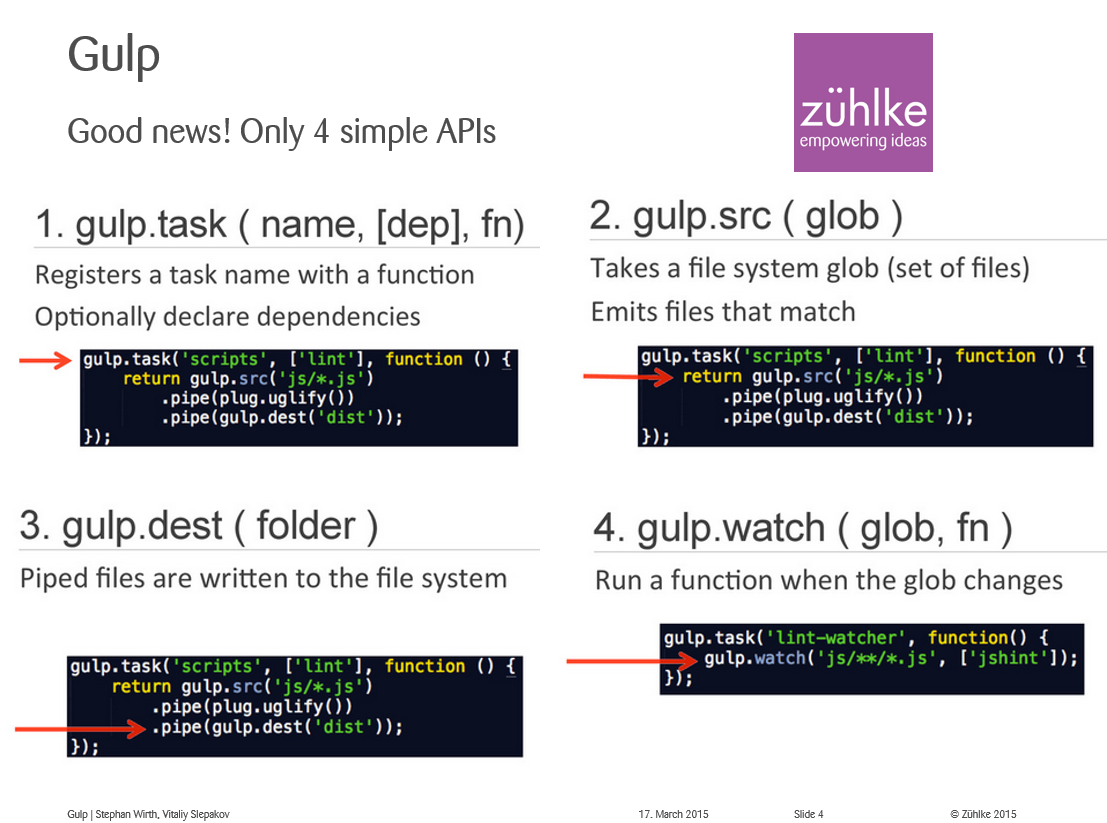 Gulp
Good news! Only 4 simple APIs
zühlke
empowering ideas
1. gulp.task ( name, [dep], fn)
Registers a task name with a function
Optionally declare dependencies
gulp.task('scripts', ['lint'], function () {
    return gulp.src('js/*.js')
        .pipe(plug.uglify())
        .pipe(gulp.dest('dist'));
});
2. gulp.src ( glob )
Takes a file system glob (set of files)
Emits files that match
gulp.task('scripts', ['lint'], function () {
    return gulp.src('js/*.js')
        .pipe(plug.uglify())
        .pipe(gulp.dest('dist'));
});
3. gulp.dest ( folder )
Piped files are written to the file system
gulp.task('scripts', ['lint'], function () {
    return gulp.src('js/*.js')
        .pipe(plug.uglify())
        .pipe(gulp.dest('dist'));
});
4. gulp.watch ( glob, fn )
Run a function when the glob changes
gulp.task('lint-watcher', function() {
    gulp.watch('js/**/*.js', ['jshint']);
});
Gulp | Stephan Wirth, Vitaliy Slepakov
17. March 2015
Slide 4
© Zühlke 2015